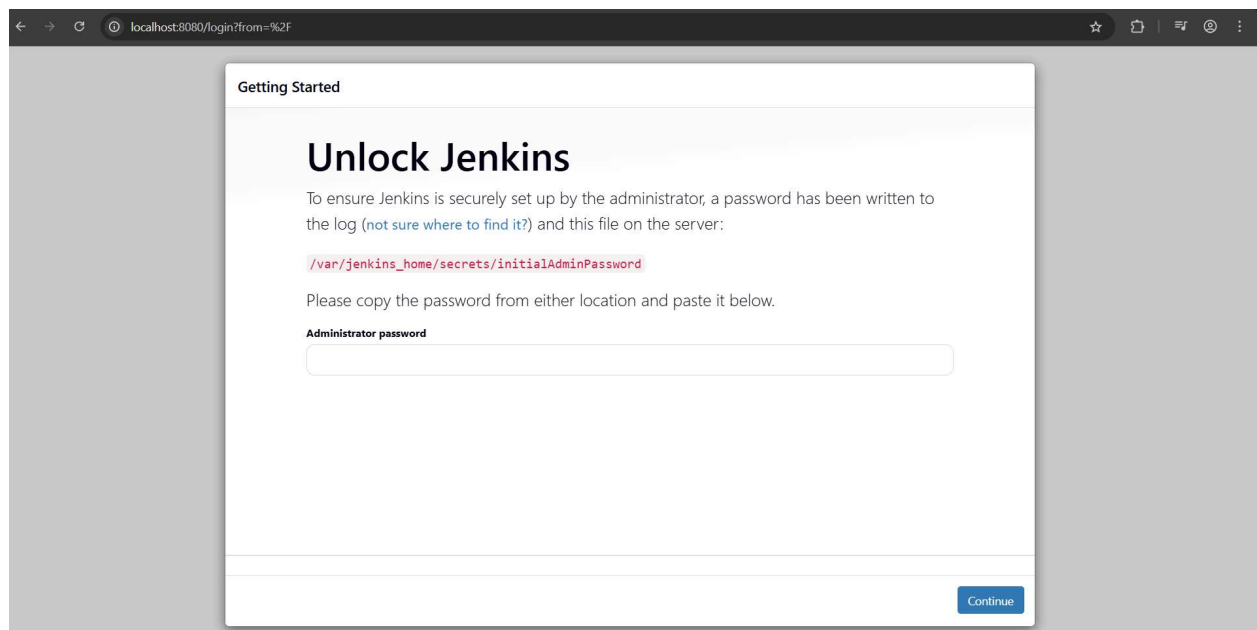 localhost:8080/login?from=%2F
Getting Started
Unlock Jenkins
To ensure Jenkins is securely set up by the administrator, a password has been written to
the log (not sure where to find it?) and this file on the server:
/var/jenkins_home/secrets/initialAdminPassword
Please copy the password from either location and paste it below.
Administrator password
Continue